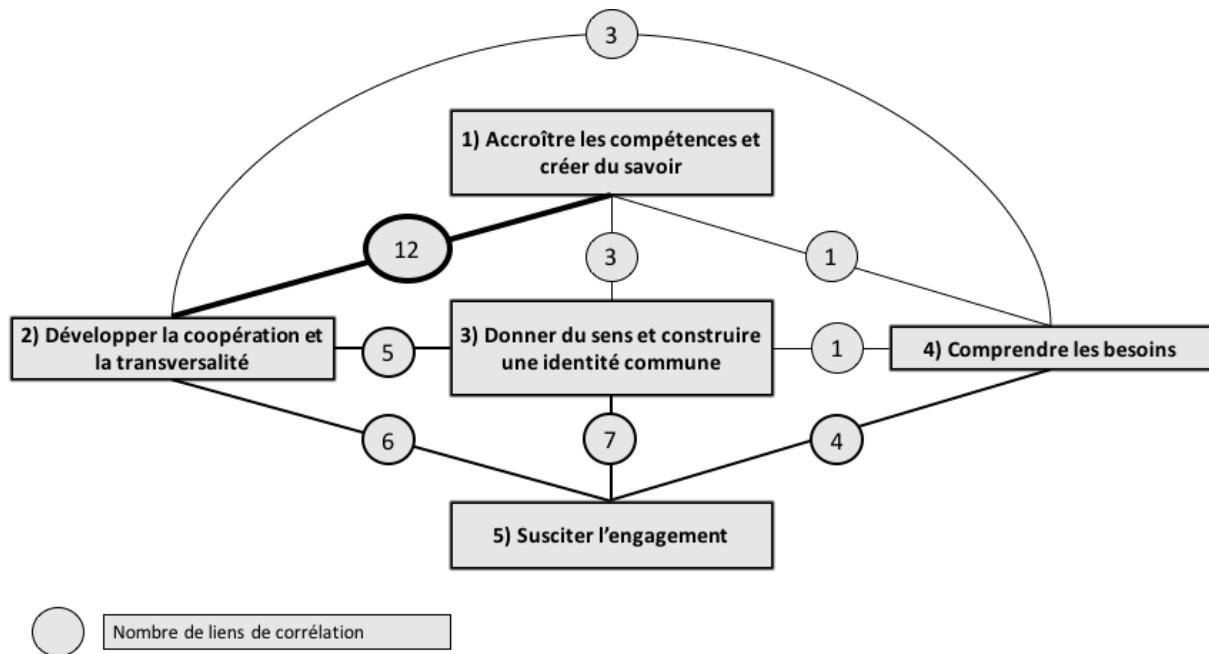 3
1) Accroître les compétences et
créer du savoir
12
3
1
2) Développer la coopération et
la transversalité
5
3) Donner du sens et construire
une identité commune
1
4) Comprendre les besoins
6
7
4
5) Susciter l’engagement
Nombre de liens de corrélation